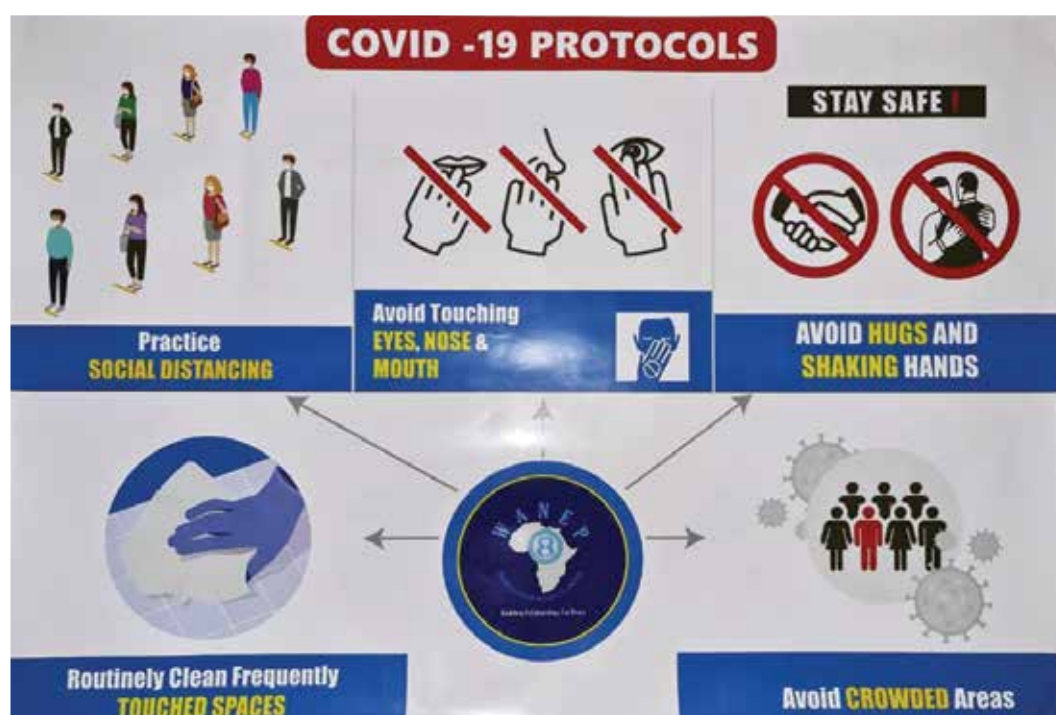 COVID -19 PROTOCOLS
STAY SAFE !
Practice
SOCIAL DISTANCING
Avoid Touching
EYES, NOSE &
MOUTH
AVOID HUGS AND
SHAKING HANDS
WANEP
Routinely Clean Frequently
TOUCHED SPACES
Avoid CROWDED Areas